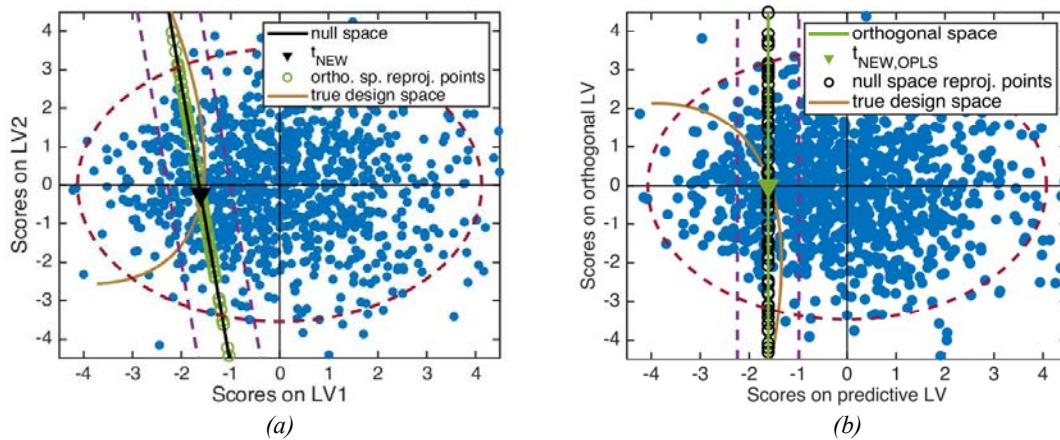 4
3
2
1
0
-1
-2
-3
-4
Scores on LV2
null space
tNEW
ortho. sp. reproj. points
true design space
-4 -3 -2 -1 0 1 2 3 4
Scores on LV1
(a)
4
3
2
1
0
-1
-2
-3
-4
Scores on orthogonal LV
orthogonal space
tNEW,OPLS
null space reproj. points
true design space
-4 -3 -2 -1 0 1 2 3 4
Scores on predictive LV
(b)